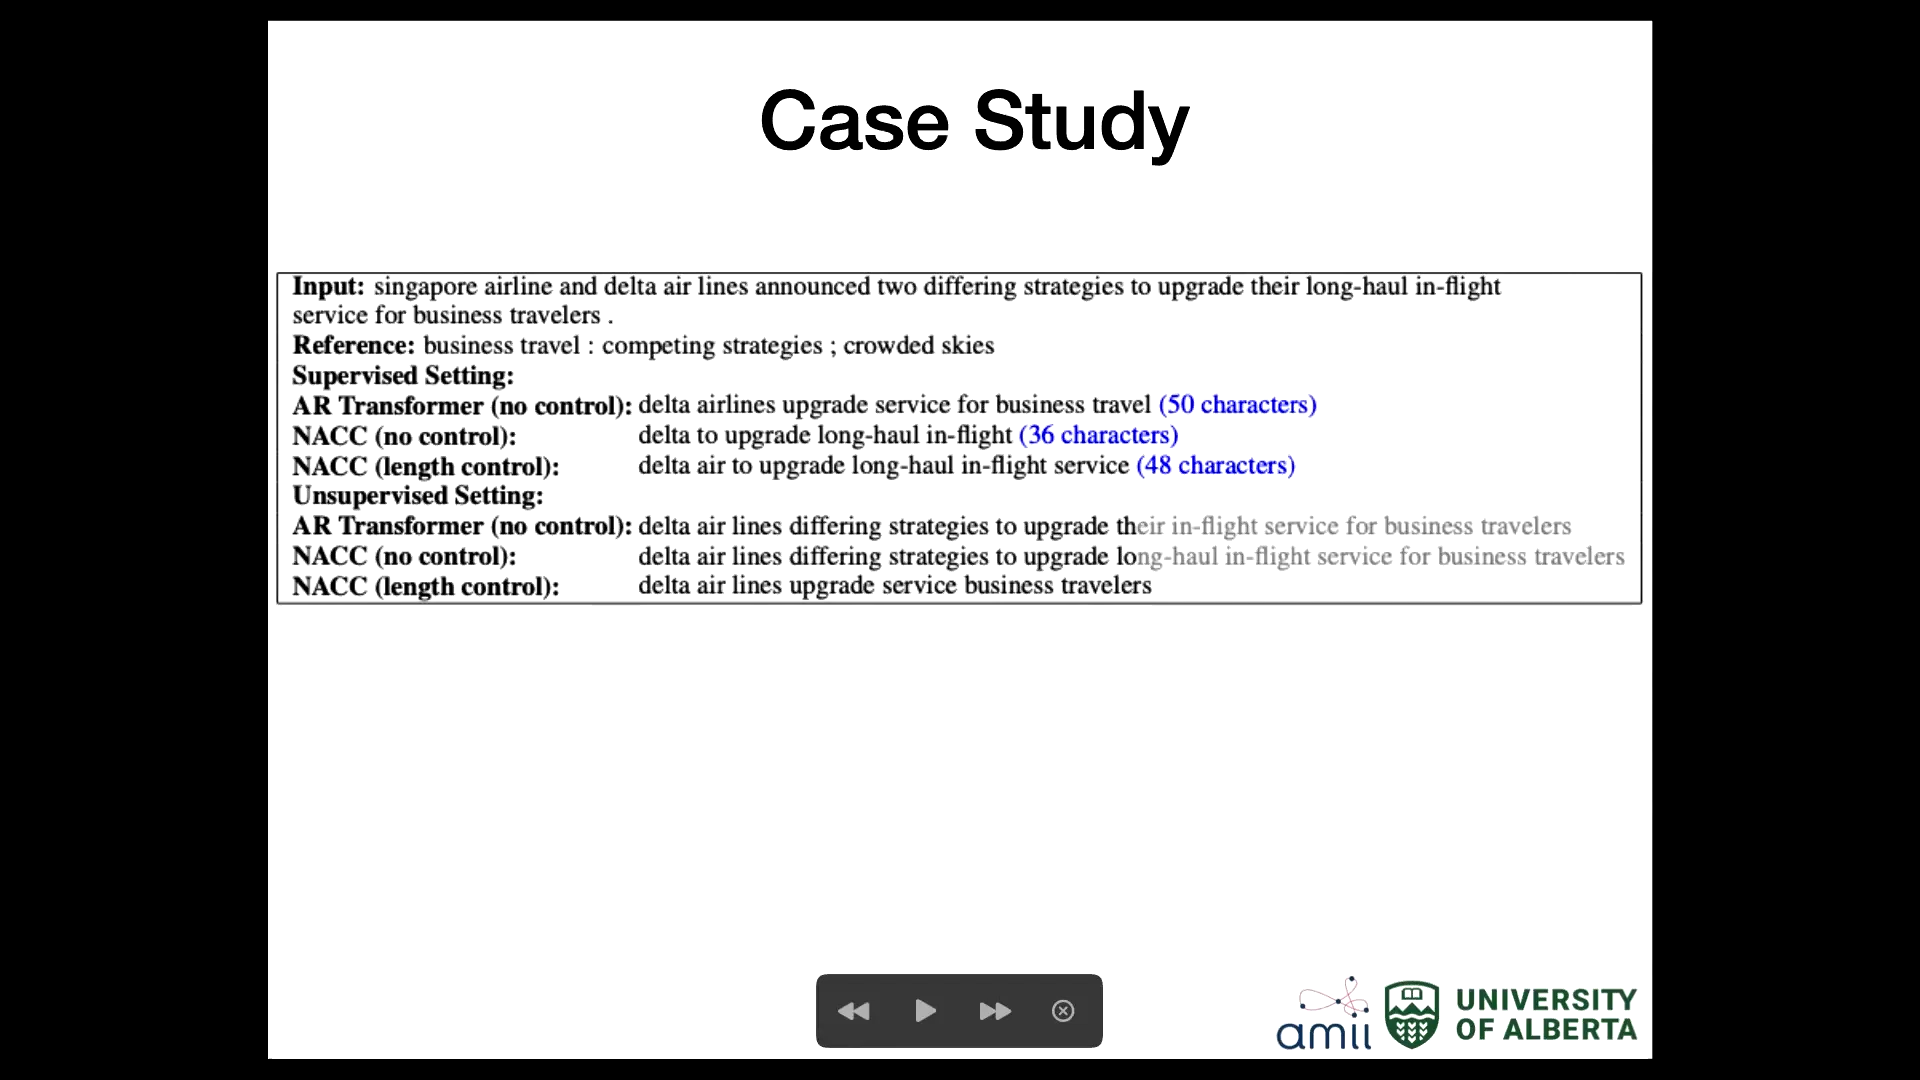 Case Study
Input: singapore airline and delta air lines announced two differing strategies to upgrade their long-haul in-flight
service for business travelers .
Reference: business travel : competing strategies ; crowded skies
Supervised Setting:
AR Transformer (no control): delta airlines upgrade service for business travel (50 characters)
NACC (no control): delta to upgrade long-haul in-flight (36 characters)
NACC (length control): delta air to upgrade long-haul in-flight service (48 characters)
Unsupervised Setting:
AR Transformer (no control): delta air lines differing strategies to upgrade their in-flight service for business travelers
NACC (no control): delta air lines differing strategies to upgrade long-haul in-flight service for business travelers
NACC (length control): delta air lines upgrade service business travelers
amii
UNIVERSITY
OF ALBERTA